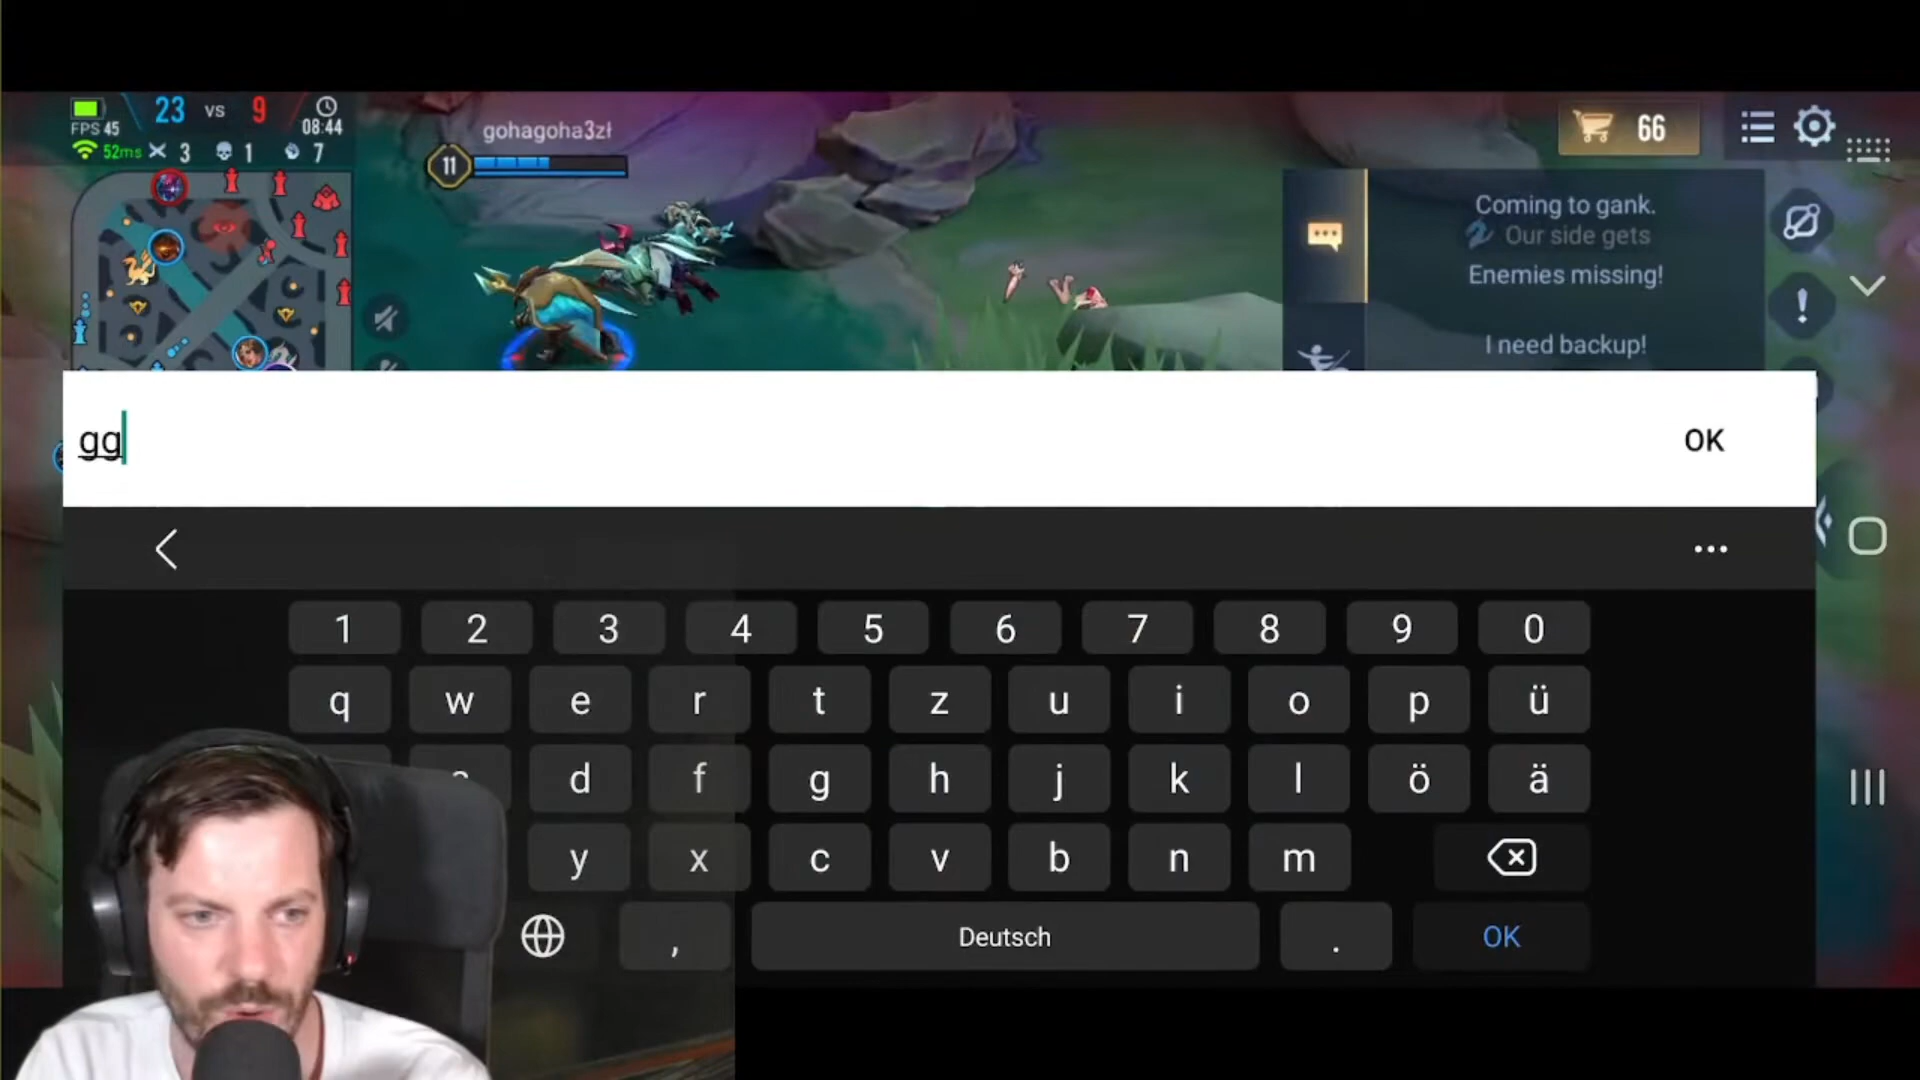 23 vs 9
08:44
FPS 45
52ms 3 1 7
gohagoha3zł
11
66
Coming to gank.
Our side gets
Enemies missing!
I need backup!
gg
OK
1 2 3 4 5 6 7 8 9 0
q w e r t z u i o p ü
d f g h j k l ö ä
y x c v b n m
, Deutsch . OK